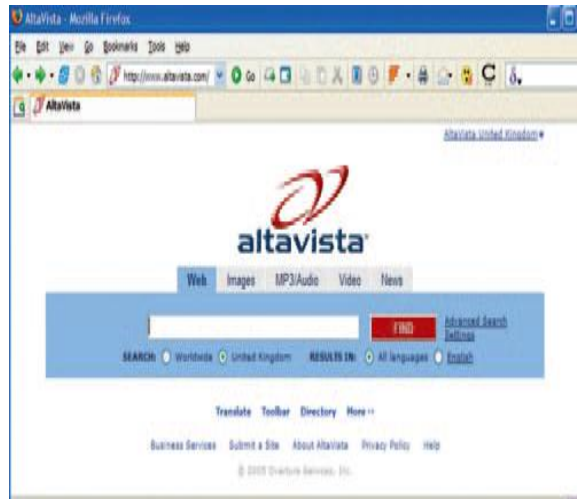 AltaVista - Mozilla Firefox
File Edit View Go Bookmarks Tools Help
http://www.altavista.com/ Go
AltaVista
AltaVista United Kingdom
altavista
Web Images MP3/Audio Video News
FIND
Advanced Search
Settings
SEARCH: Worldwide United Kingdom RESULTS IN: All languages English
Translate Toolbar Directory More
Business Services Submit a Site About AltaVista Privacy Policy Help
© 2005 Overture Services, Inc.